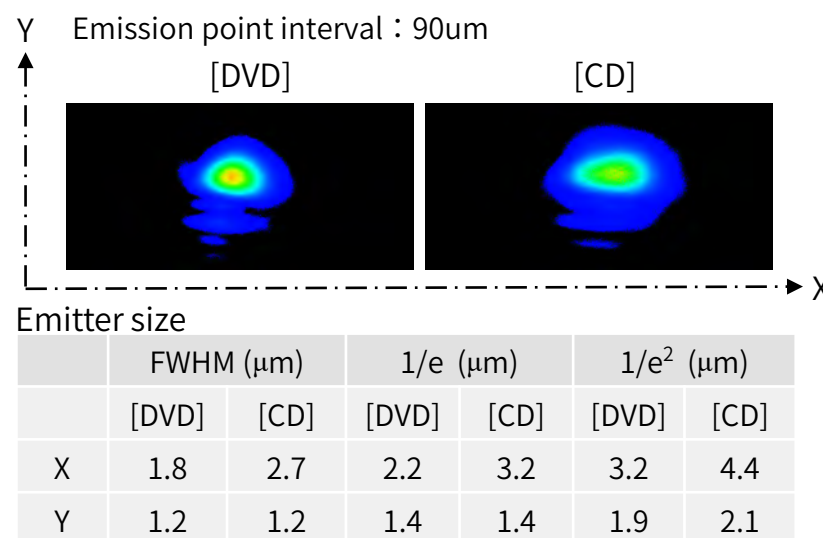 Y Emission point interval：90um
[DVD] [CD]
X
Emitter size
FWHM (μm) 1/e (μm) 1/e² (μm)
[DVD] [CD] [DVD] [CD] [DVD] [CD]
X 1.8 2.7 2.2 3.2 3.2 4.4
Y 1.2 1.2 1.4 1.4 1.9 2.1